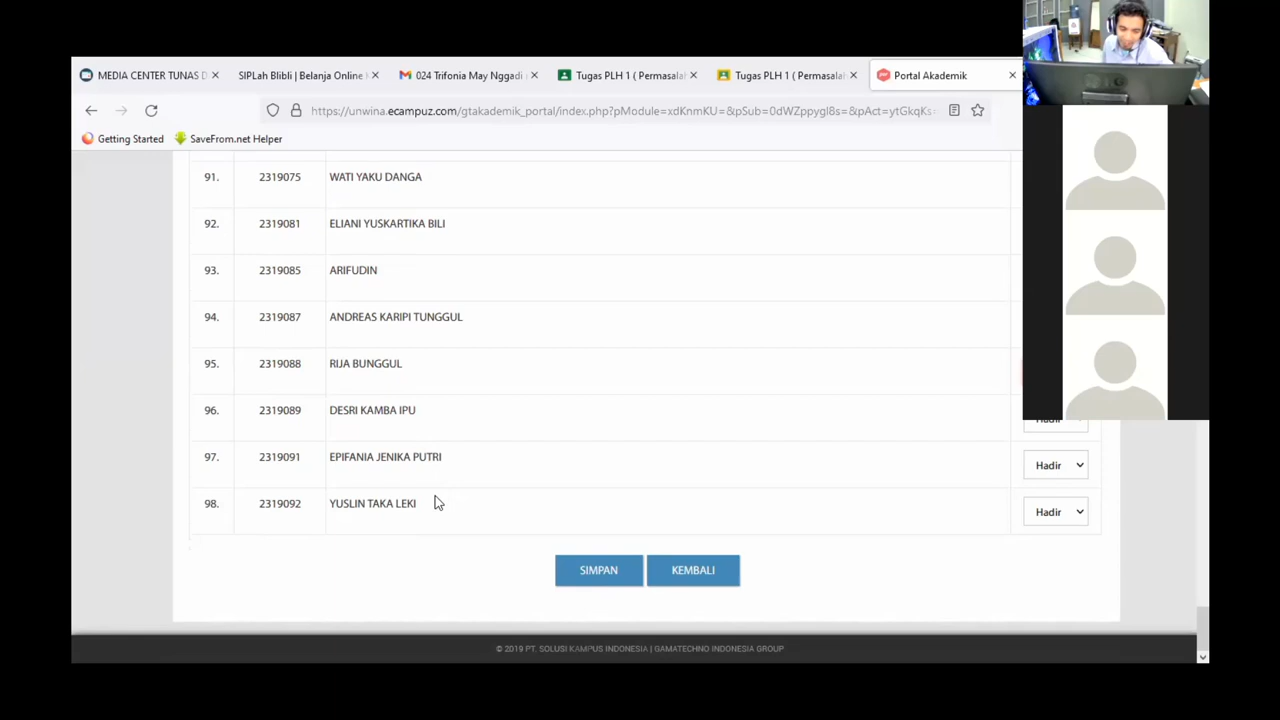 MEDIA CENTER TUNAS D
SIPLah Blibli | Belanja Online
024 Trifonia May Nggadi
Tugas PLH 1 ( Permasalah
Tugas PLH 1 ( Permasalah
Portal Akademik
https://unwina.ecampuz.com/gtakademik_portal/index.php?pModule=xdKnmKU=&pSub=0dWZppygl8s=&pAct=ytGkqKs=
Getting Started
SaveFrom.net Helper
91. 2319075 WATI YAKU DANGA
92. 2319081 ELIANI YUSKARTIKA BILI
93. 2319085 ARIFUDIN
94. 2319087 ANDREAS KARIPI TUNGGUL
95. 2319088 RIJA BUNGGUL
96. 2319089 DESRI KAMBA IPU
Hadir
97. 2319091 EPIFANIA JENIKA PUTRI Hadir
98. 2319092 YUSLIN TAKA LEKI Hadir
SIMPAN KEMBALI
© 2019 PT. SOLUSI KAMPUS INDONESIA | GAMATECHNO INDONESIA GROUP